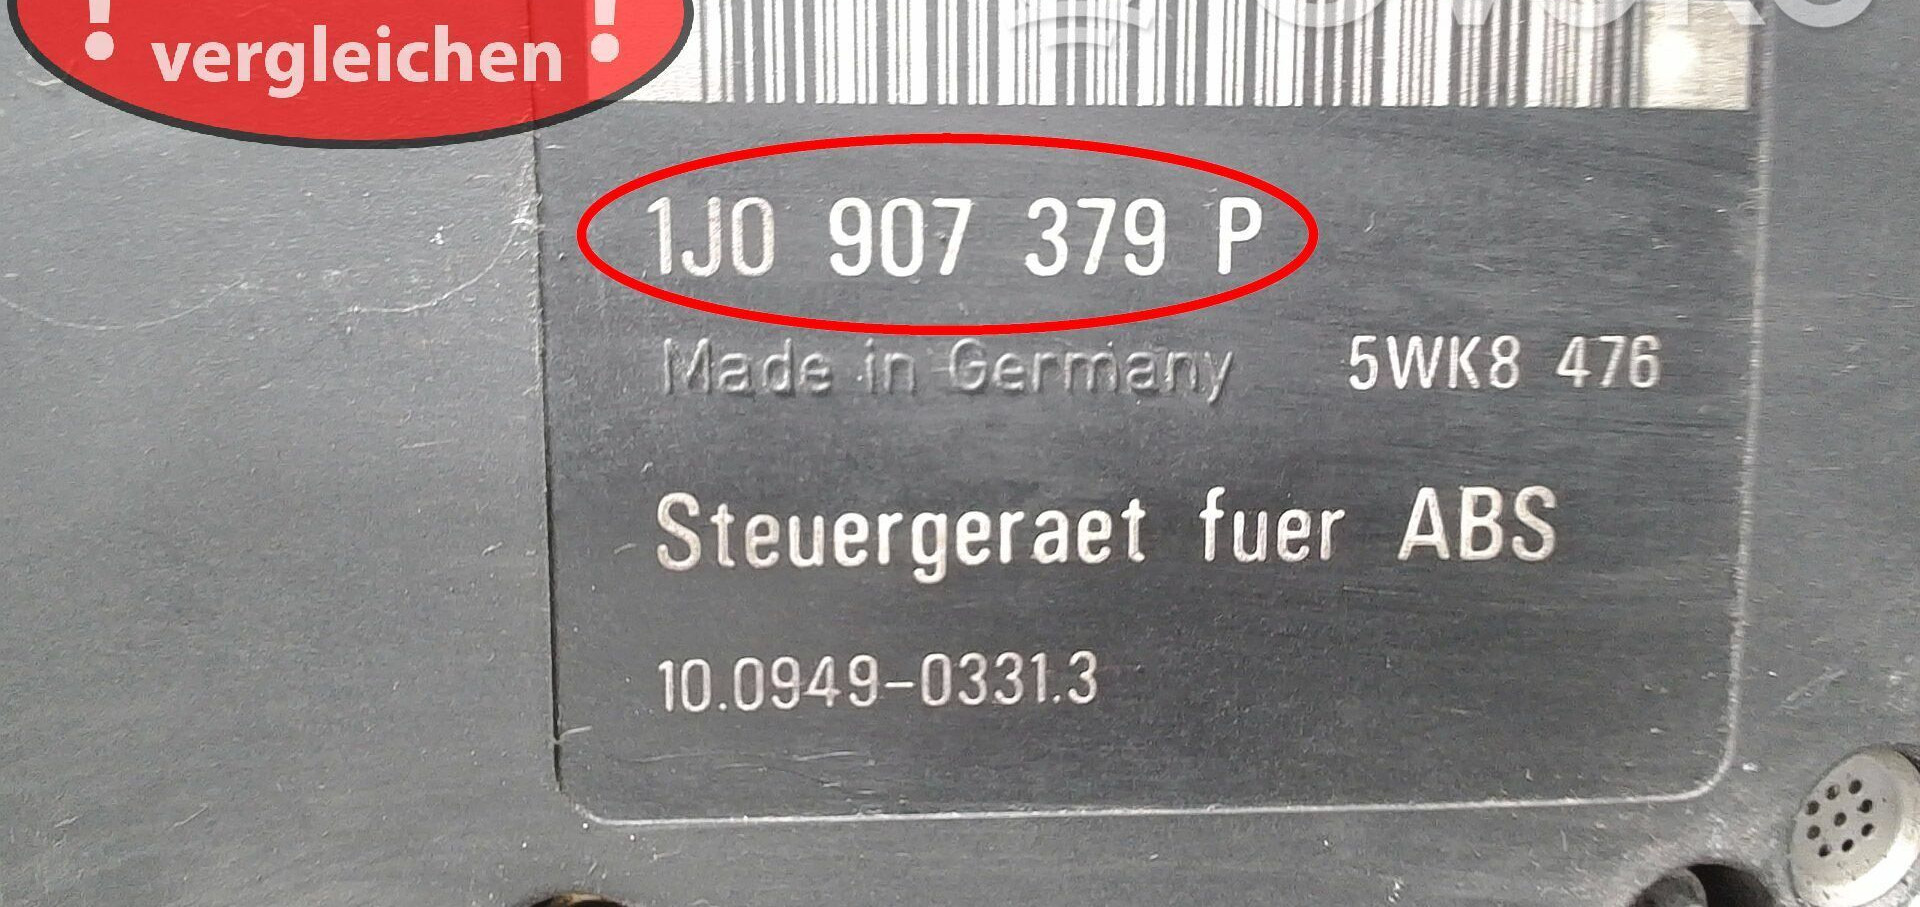 ! vergleichen !
1J0 907 379 P
Made in Germany 5WK8 476
Steuergeraet fuer ABS
10.0949-0331.3